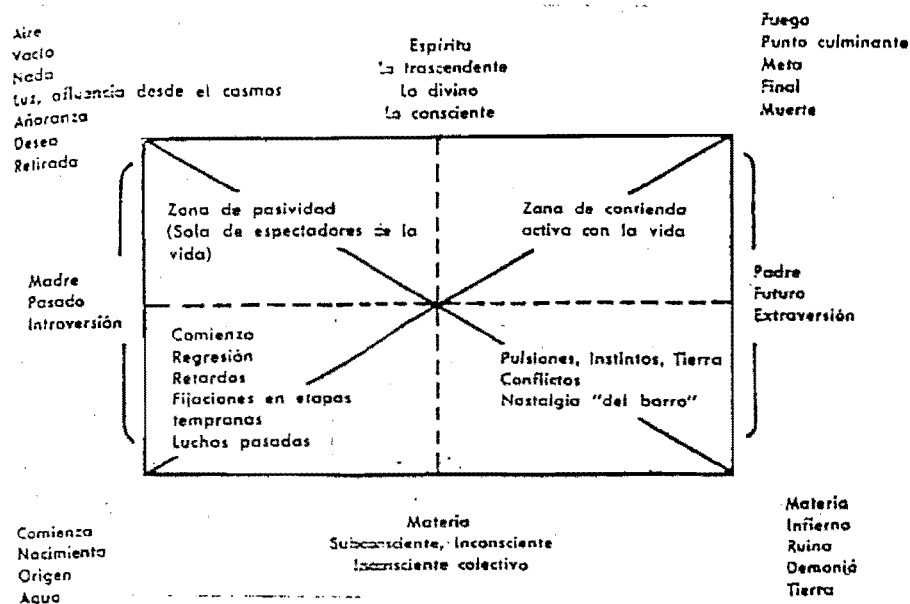 Aire
Vacío
Nada
Luz, afluencia desde el cosmos
Añoranza
Deseo
Retirada
Espíritu
Lo trascendente
Lo divino
Lo consciente
Fuego
Punto culminante
Meta
Final
Muerte
Zona de pasividad
(Sala de espectadores de la
vida)
Zona de contienda
activa con la vida
Madre
Pasado
Introversión
Padre
Futuro
Extraversión
Comienzo
Regresión
Retardos
Fijaciones en etapas
tempranas
Luchas pasadas
Pulsiones, Instintos, Tierra
Conflictos
Nostalgia "del barro"
Comienzo
Nacimiento
Origen
Agua
Materia
Subconsciente, Inconsciente
Inconsciente colectivo
Materia
Infierno
Ruina
Demonio
Tierra